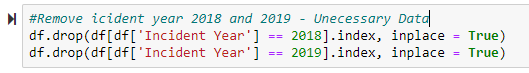 #Remove icident year 2018 and 2019 - Unecessary Data
df.drop(df[df['Incident Year'] == 2018].index, inplace = True)
df.drop(df[df['Incident Year'] == 2019].index, inplace = True)